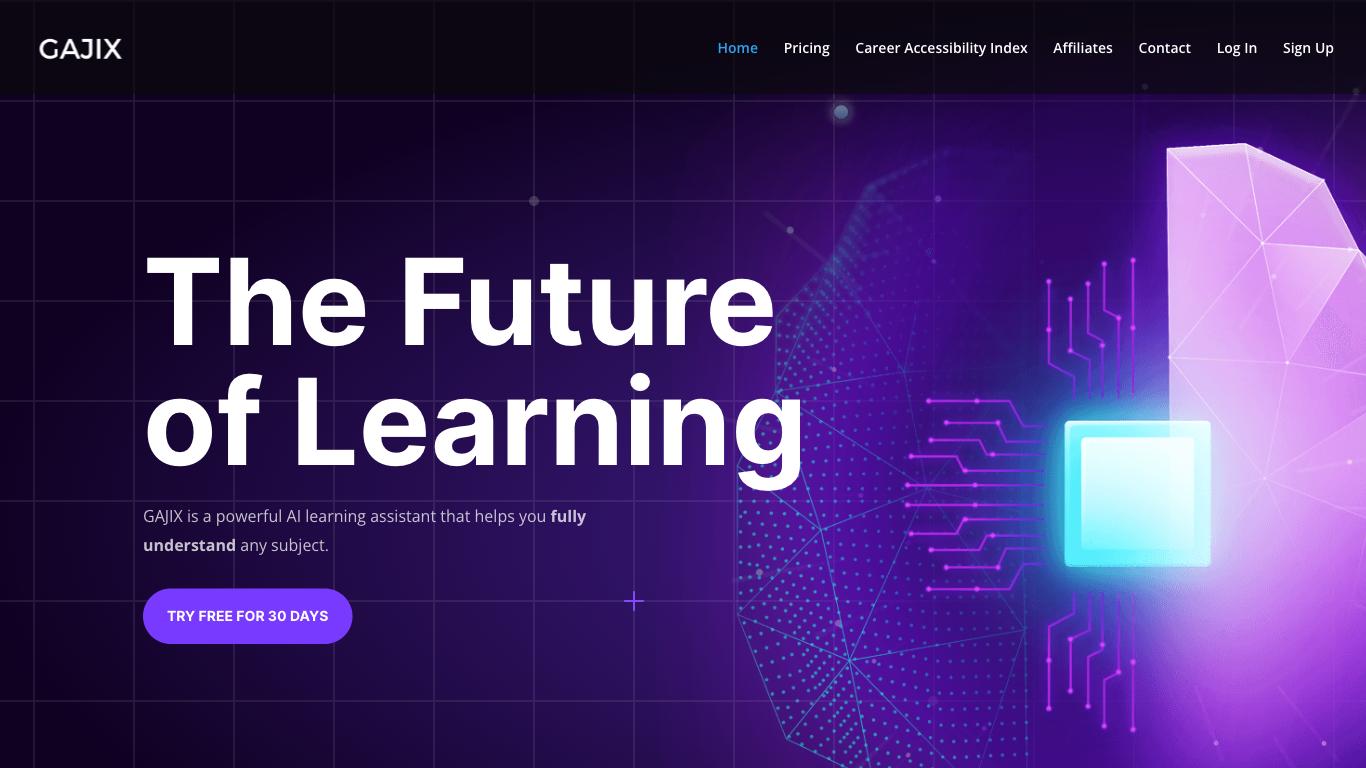 GAJIX
Home Pricing Career Accessibility Index Affiliates Contact Log In Sign Up
The Future
of Learning
GAJIX is a powerful AI learning assistant that helps you fully
understand any subject.
TRY FREE FOR 30 DAYS